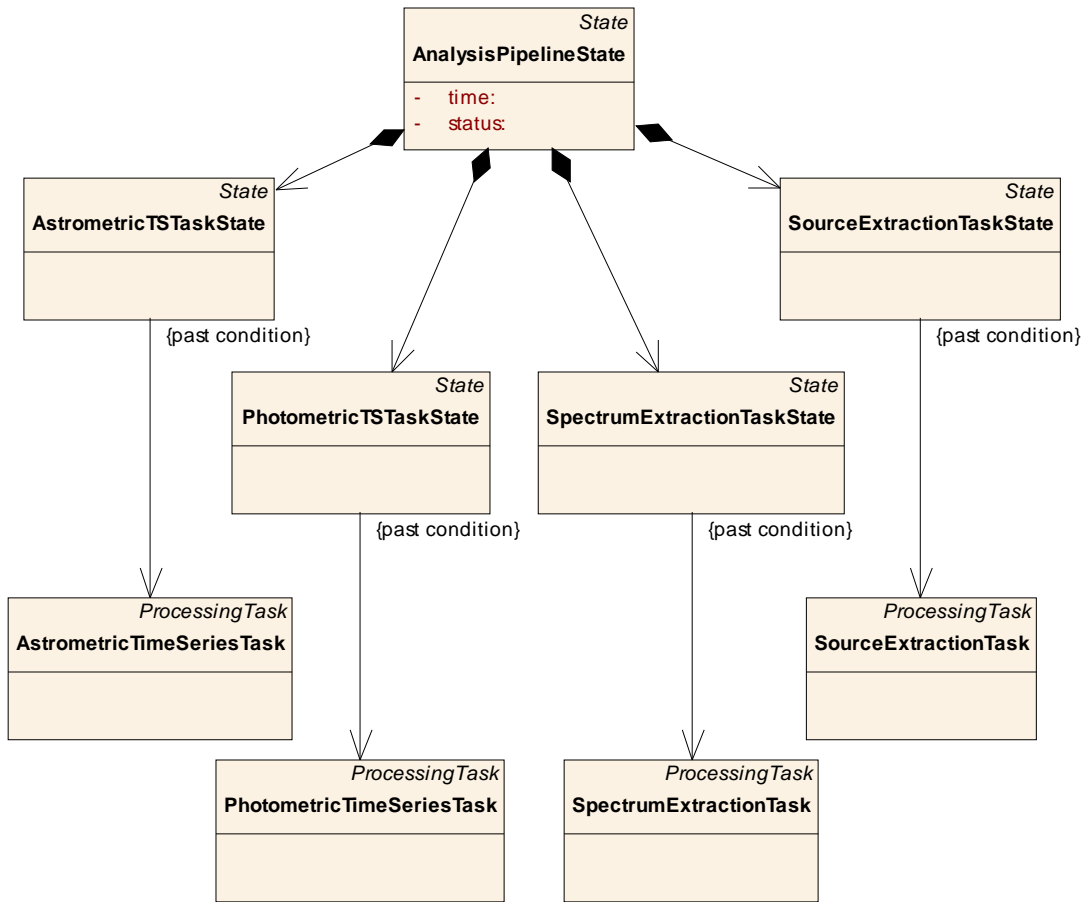 State
AnalysisPipelineState
- time:
- status:
State
AstrometricTSTaskState
State
SourceExtractionTaskState
{past condition}
{past condition}
State
PhotometricTSTaskState
State
SpectrumExtractionTaskState
{past condition}
{past condition}
ProcessingTask
AstrometricTimeSeriesTask
ProcessingTask
SourceExtractionTask
ProcessingTask
PhotometricTimeSeriesTask
ProcessingTask
SpectrumExtractionTask